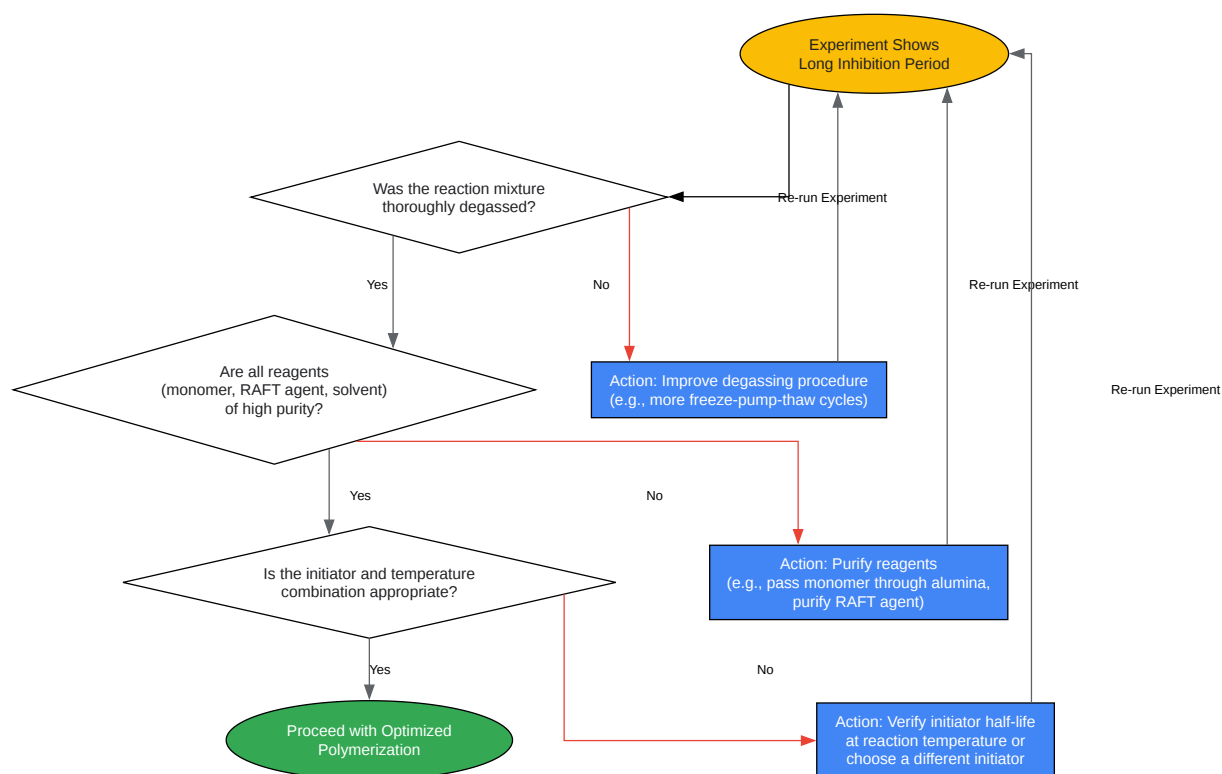 Experiment Shows
Long Inhibition Period
Was the reaction mixture
thoroughly degassed?
Re-run Experiment
Yes
No
Re-run Experiment
Are all reagents
(monomer, RAFT agent, solvent)
of high purity?
Action: Improve degassing procedure
(e.g., more freeze-pump-thaw cycles)
Re-run Experiment
Yes
No
Is the initiator and temperature
combination appropriate?
Action: Purify reagents
(e.g., pass monomer through alumina,
purify RAFT agent)
Yes
No
Proceed with Optimized
Polymerization
Action: Verify initiator half-life
at reaction temperature or
choose a different initiator